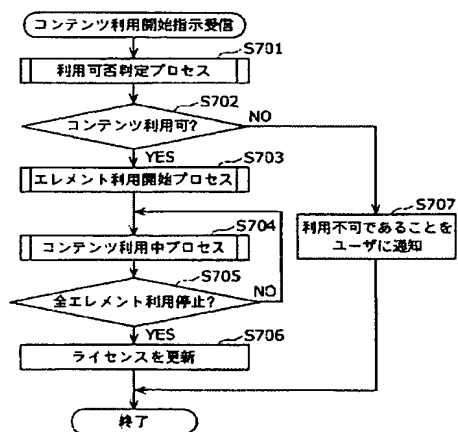 コンテンツ利用開始指示受信
S701
利用可否判定プロセス
S702
コンテンツ利用可?
NO
YES
S703
エレメント利用開始プロセス
S707
利用不可であることを
ユーザに通知
S704
コンテンツ利用中プロセス
S705
全エレメント利用停止?
NO
YES
S706
ライセンスを更新
終了